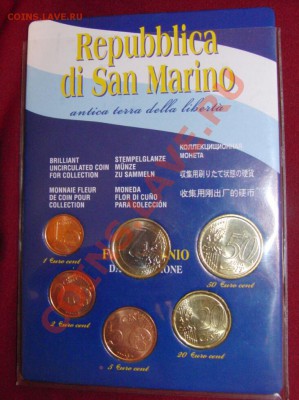 COINS.LAVE.RU
Repubblica
di San Marino
antica terra della libertà
BRILLANT
UNCIRCULATED COIN
FOR COLLECTION
STEMPELGLANZE
MÜNZE
ZU SAMMELN
КОЛЛЕКЦИОННАЯ
МОНЕТА
MONNAIE FLEUR
DE COIN POUR
COLLECTION
MONEDA
FLOR DI CUÑO
PARA COLECCIÓN
収集用刷りたて状態の硬貨
收集用刚出厂的硬币
1 Euro cent
50 Euro cent
2 Euro cent
5 Euro cent
20 Euro cent